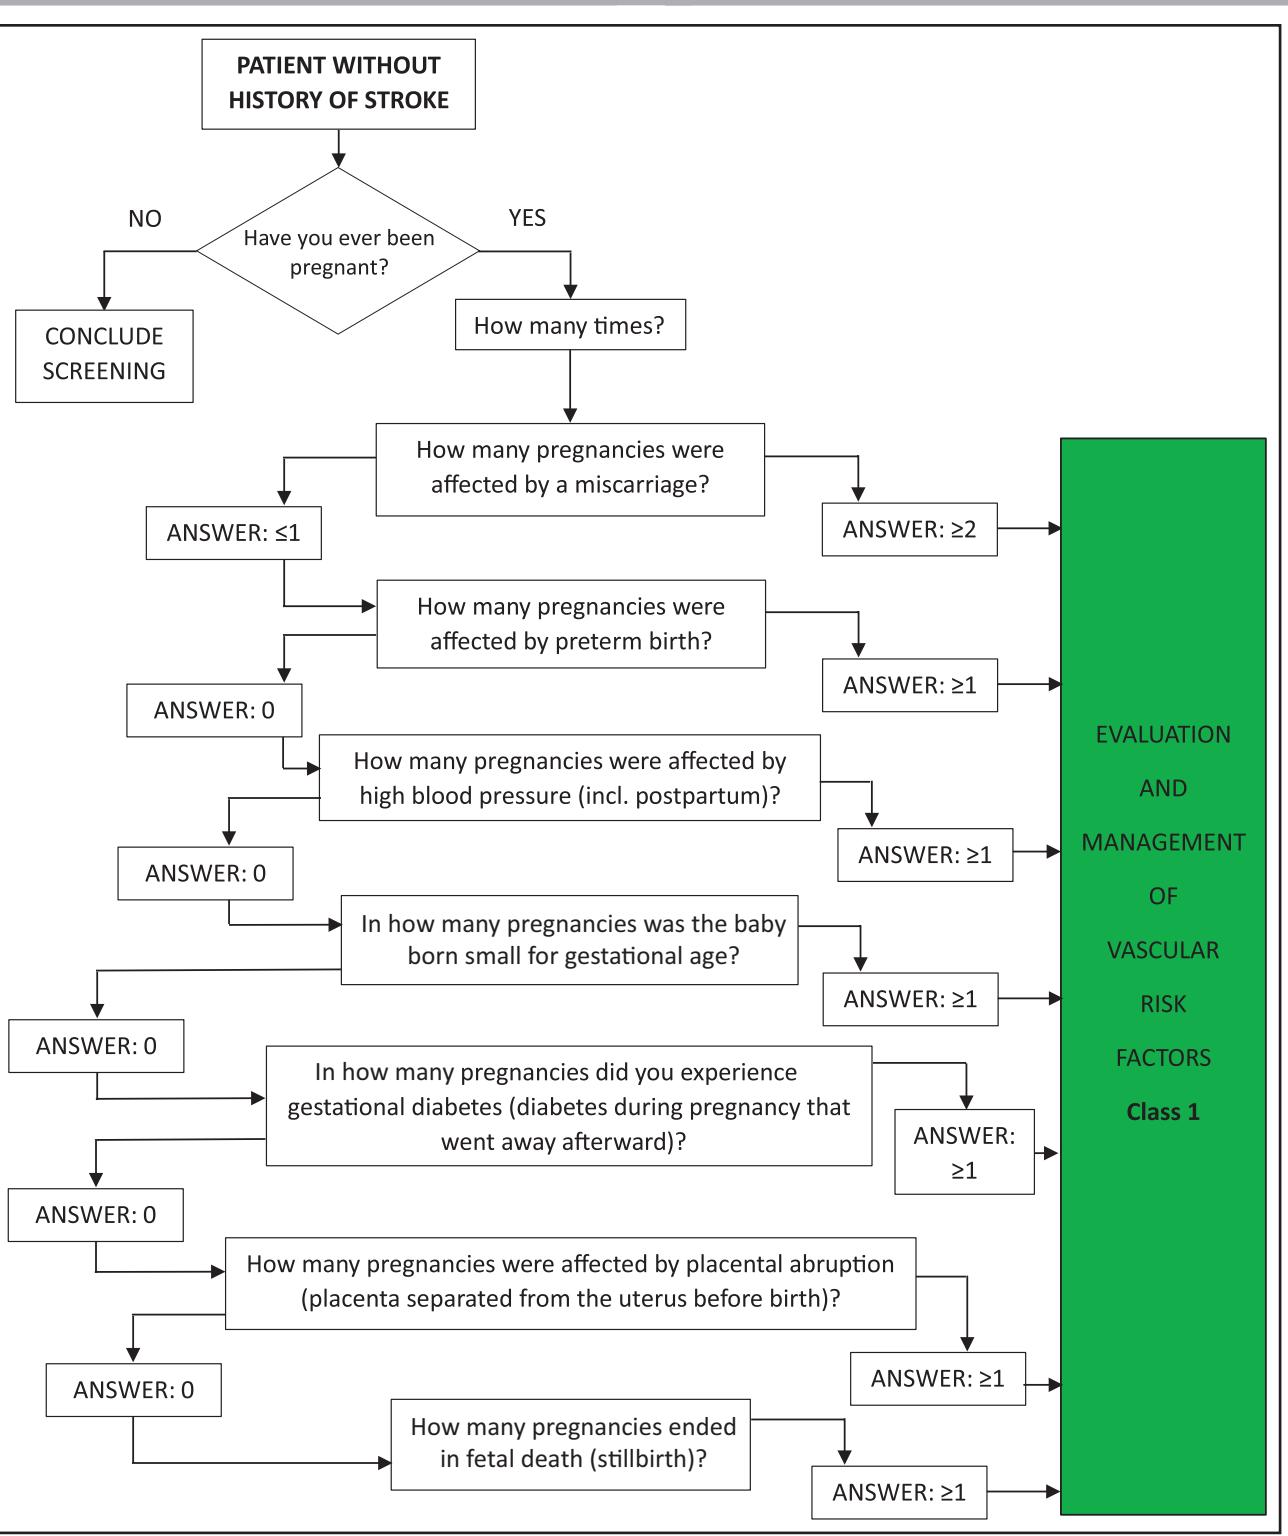 PATIENT WITHOUT
HISTORY OF STROKE
NO
YES
Have you ever been
pregnant?
How many times?
CONCLUDE
SCREENING
How many pregnancies were
affected by a miscarriage?
ANSWER: ≤1
ANSWER: ≥2
How many pregnancies were
affected by preterm birth?
ANSWER: 0
ANSWER: ≥1
How many pregnancies were affected by
high blood pressure (incl. postpartum)?
ANSWER: 0
ANSWER: ≥1
In how many pregnancies was the baby
born small for gestational age?
ANSWER: 0
ANSWER: ≥1
In how many pregnancies did you experience
gestational diabetes (diabetes during pregnancy that
went away afterward)?
ANSWER: 0
ANSWER:
≥1
How many pregnancies were affected by placental abruption
(placenta separated from the uterus before birth)?
ANSWER: 0
ANSWER: ≥1
How many pregnancies ended
in fetal death (stillbirth)?
ANSWER: ≥1
EVALUATION
AND
MANAGEMENT
OF
VASCULAR
RISK
FACTORS
Class 1